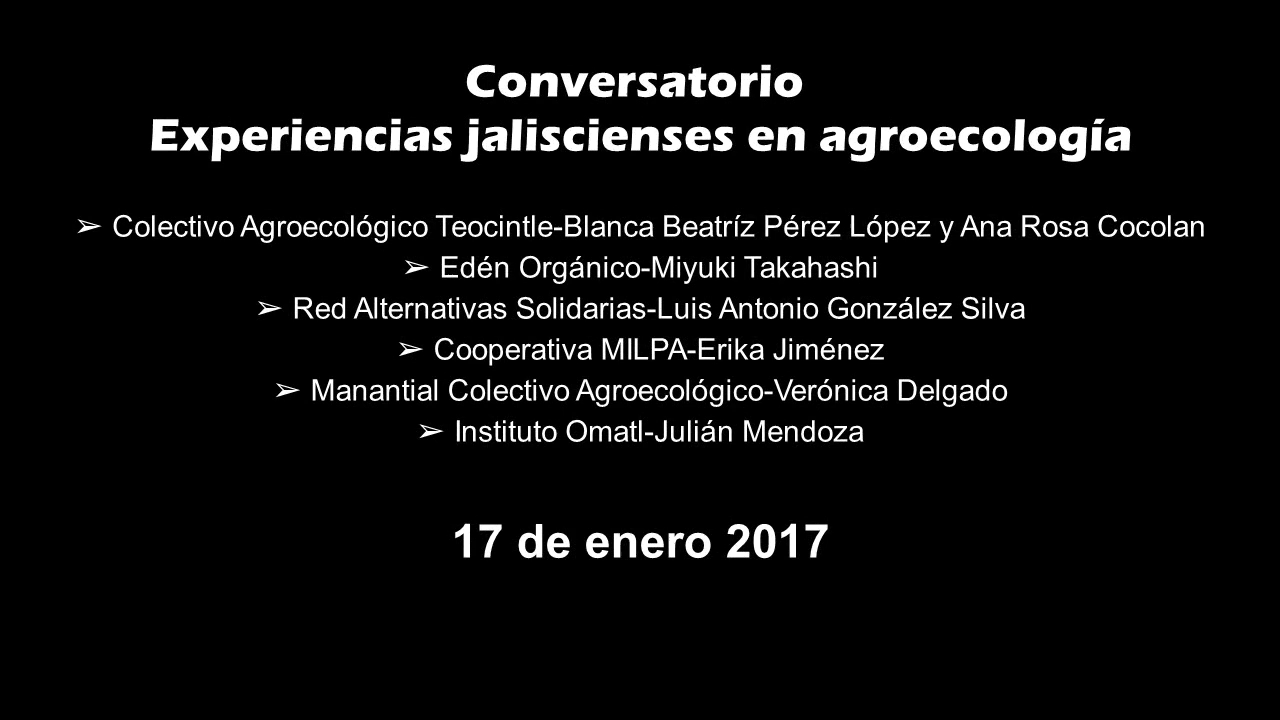 Conversatorio
Experiencias jaliscienses en agroecología
➢ Colectivo Agroecológico Teocintle-Blanca Beatríz Pérez López y Ana Rosa Cocolan
➢ Edén Orgánico-Miyuki Takahashi
➢ Red Alternativas Solidarias-Luis Antonio González SIlva
➢ Cooperativa MILPA-Erika Jiménez
➢ Manantial Colectivo Agroecológico-Verónica Delgado
➢ Instituto Omatl-Julián Mendoza
17 de enero 2017